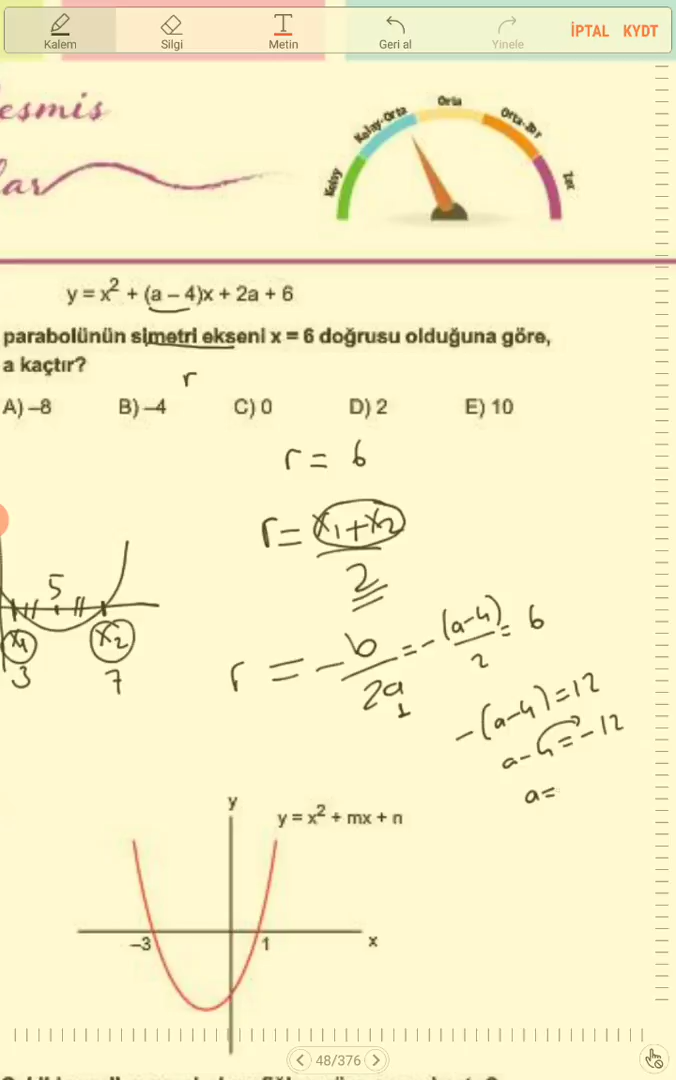 Kalem Silgi Metin Geri al Yinele İPTAL KYDT
esmis
lar
Kolay Kolay-Orta Orta Orta-Zor Zor
y = x² + (a – 4)x + 2a + 6
parabolünün simetri ekseni x = 6 doğrusu olduğuna göre,
a kaçtır?
r
A) –8 B) –4 C) 0 D) 2 E) 10
r = 6
r = x₁+x₂ / 2
5
x₁ x₂
3 7
r = -b/2a = -(a-4)/2 = 6
1
-(a-4)=12
a-4=-12
a=
y
y = x² + mx + n
–3 1 x
48/376